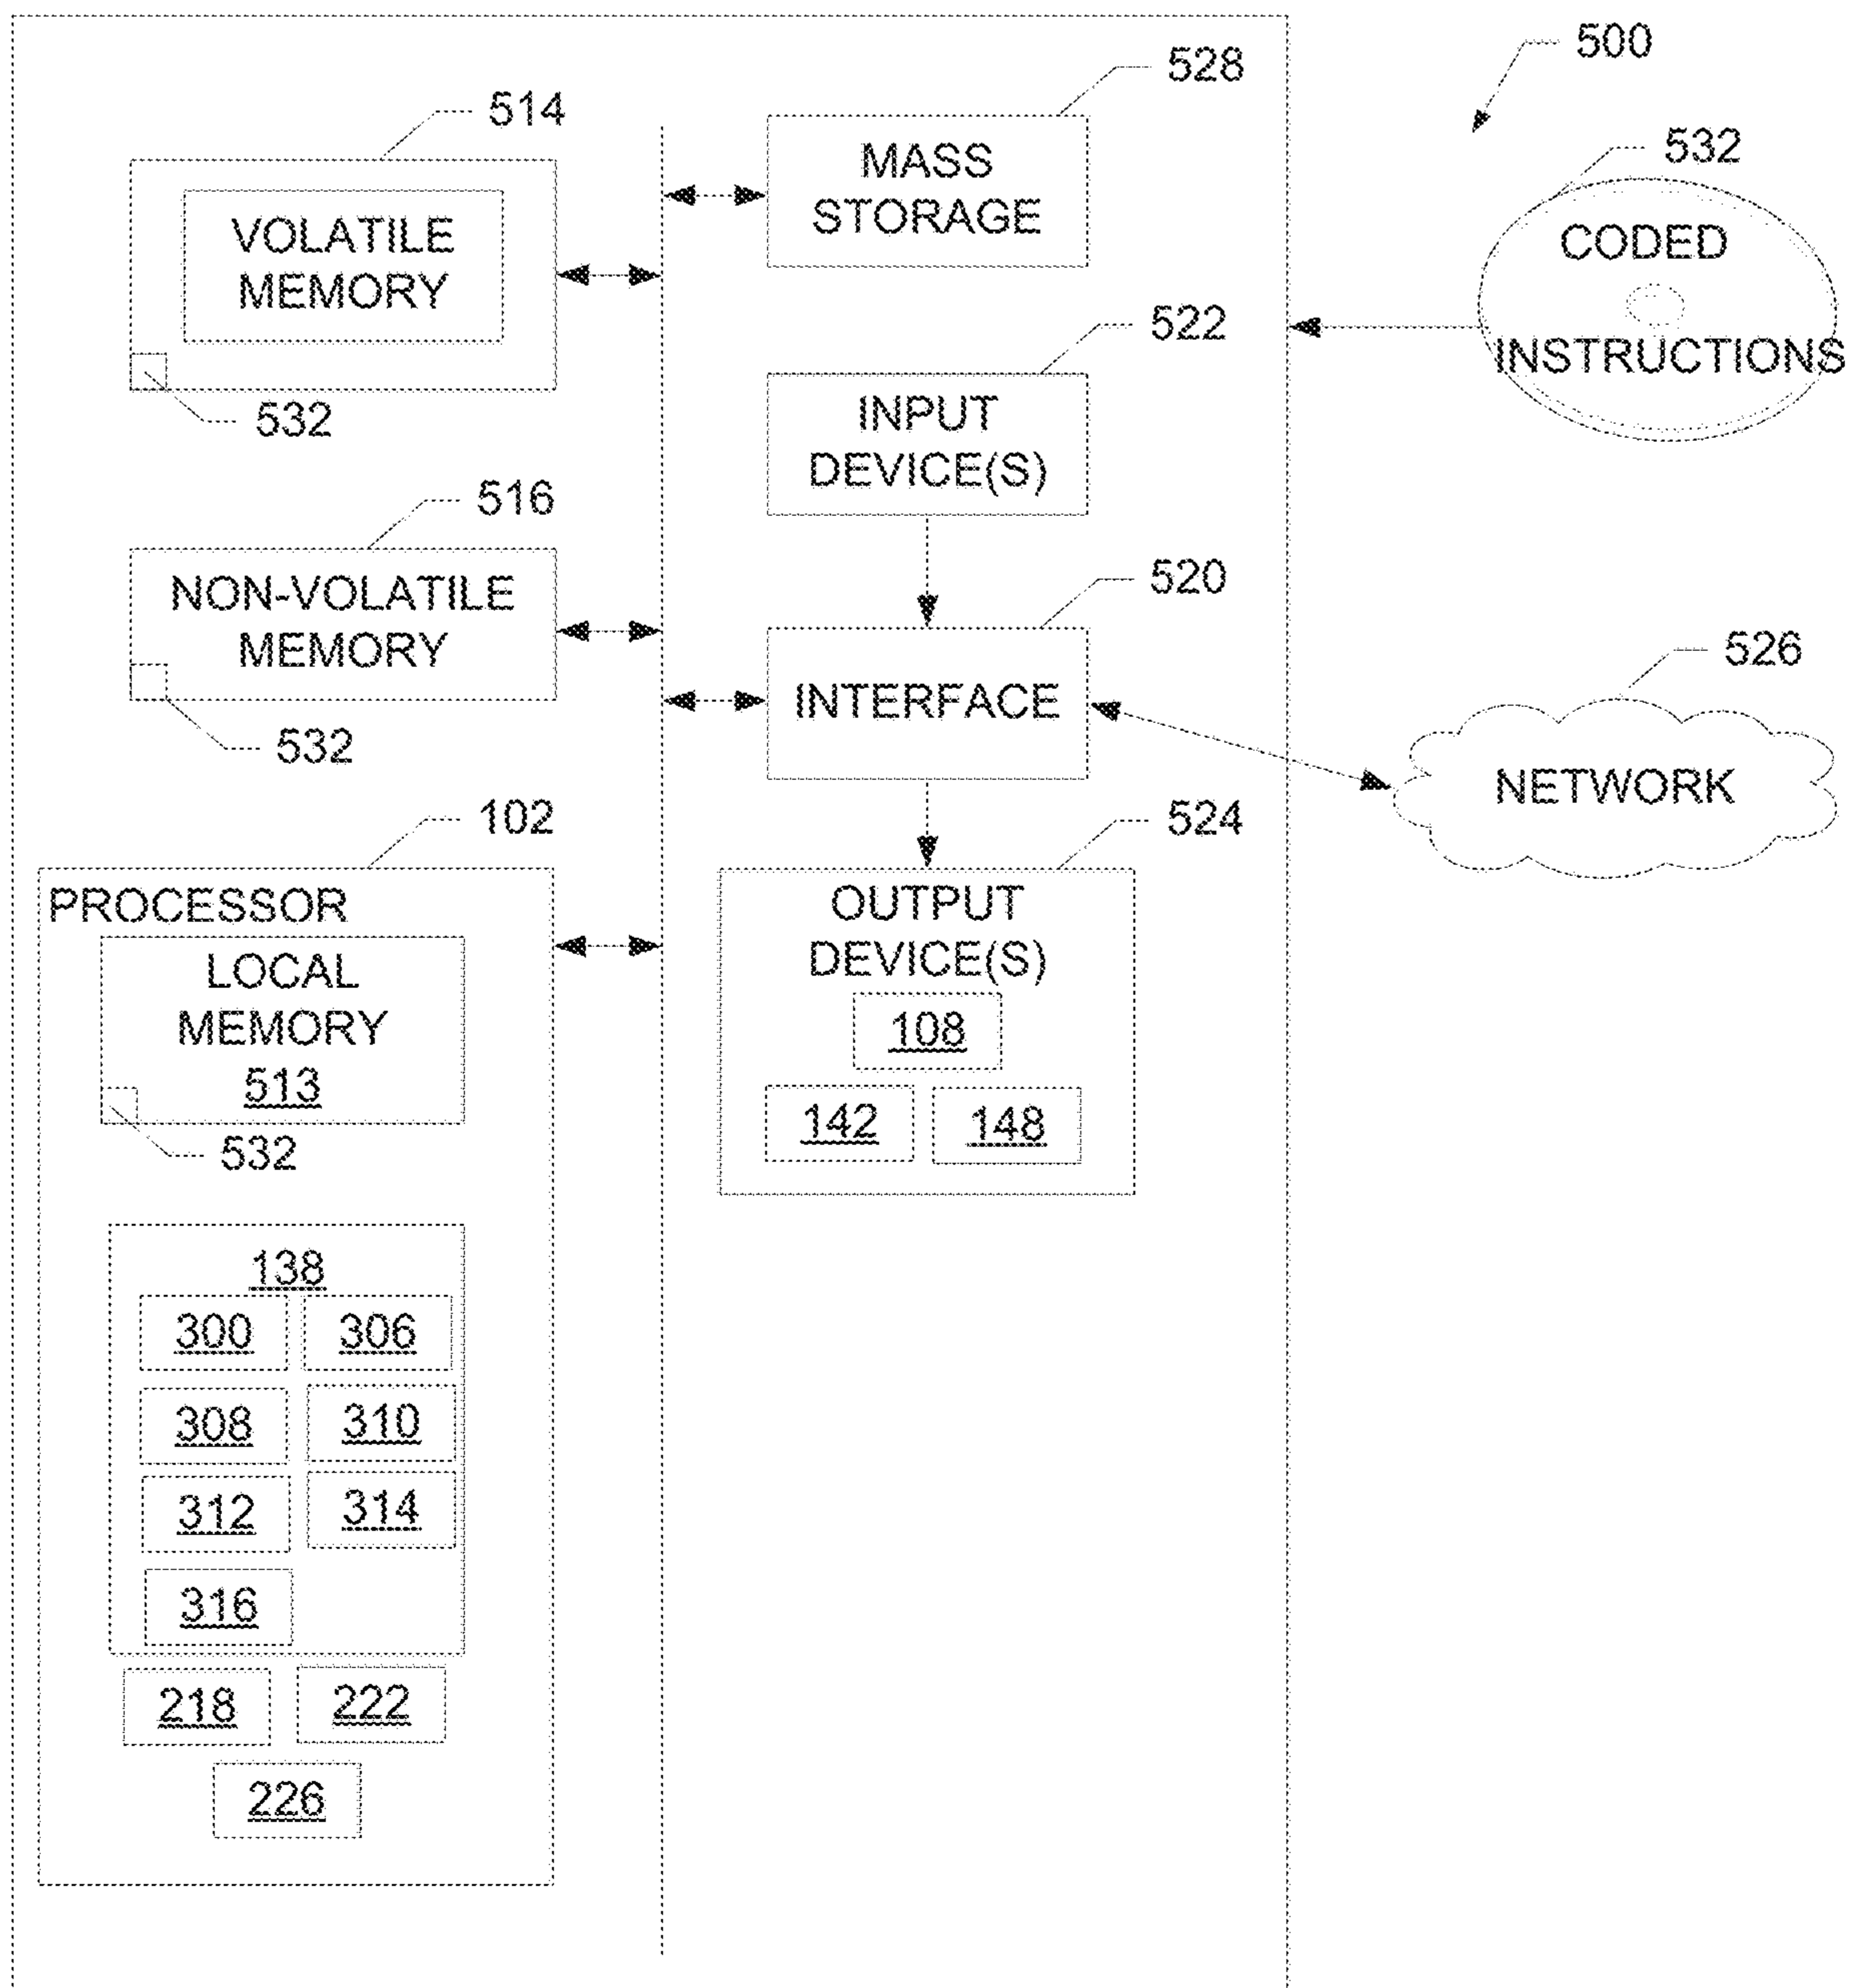 500
528
514
MASS
STORAGE
532
CODED
INSTRUCTIONS
VOLATILE
MEMORY
532
522
INPUT
DEVICE(S)
516
NON-VOLATILE
MEMORY
532
520
INTERFACE
526
NETWORK
102
PROCESSOR
LOCAL
MEMORY
513
532
524
OUTPUT
DEVICE(S)
108
142 148
138
300 306
308 310
312 314
316
218 222
226